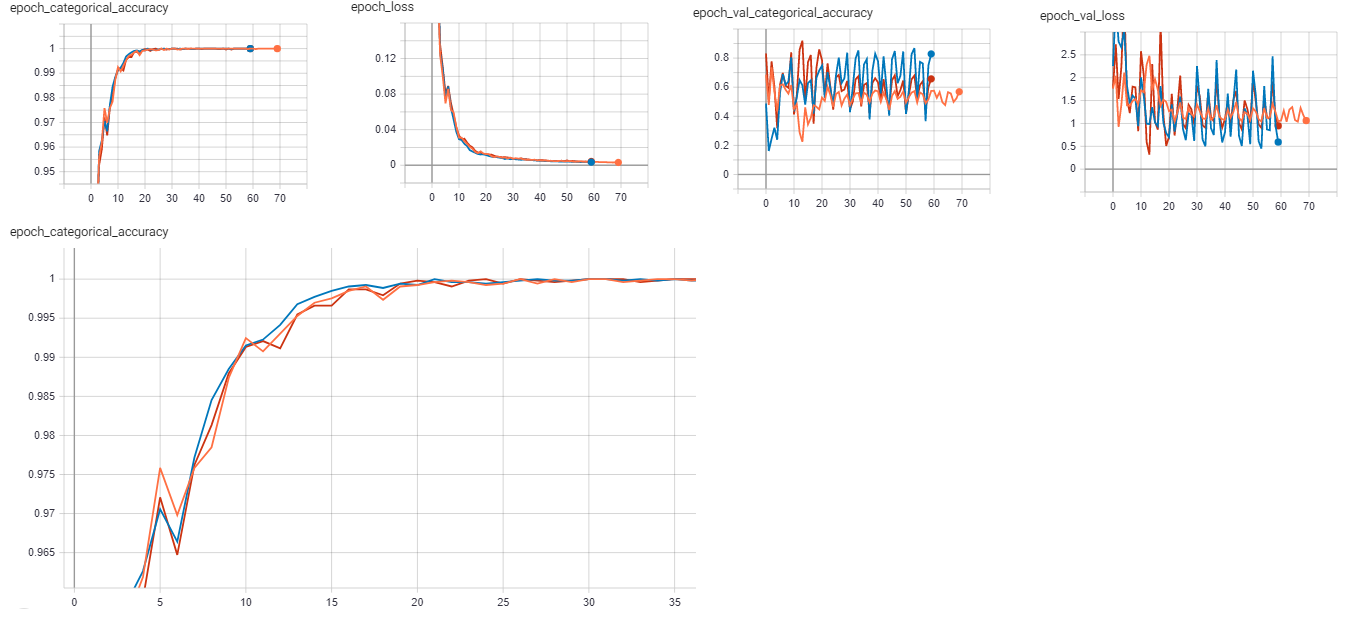 epoch_categorical_accuracy
1
0.99
0.98
0.97
0.96
0.95
0 10 20 30 40 50 60 70
epoch_loss
0.12
0.08
0.04
0
0 10 20 30 40 50 60 70
epoch_val_categorical_accuracy
0.8
0.6
0.4
0.2
0
0 10 20 30 40 50 60 70
epoch_val_loss
2.5
2
1.5
1
0.5
0
0 10 20 30 40 50 60 70
epoch_categorical_accuracy
1
0.995
0.99
0.985
0.98
0.975
0.97
0.965
0 5 10 15 20 25 30 35